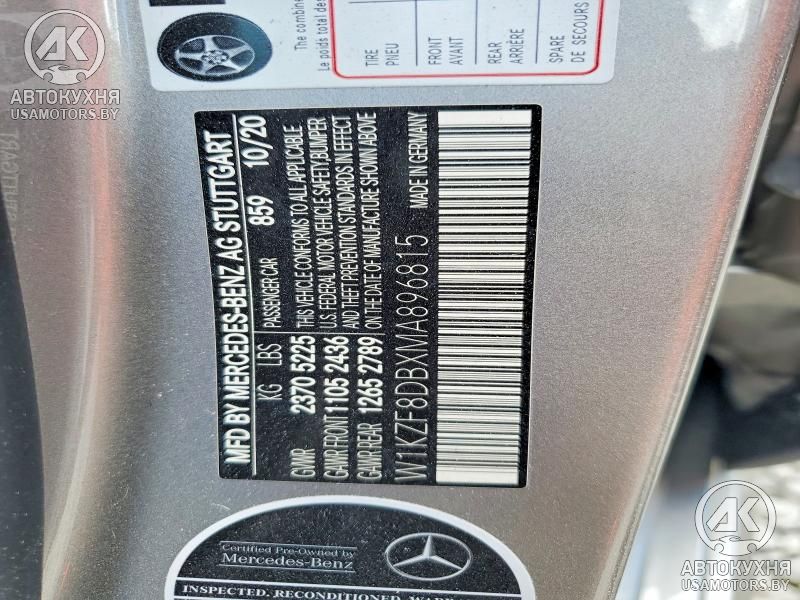 The combine
Le poids total des
TIRE
PNEU
FRONT
AVANT
REAR
ARRIÈRE
SPARE
DE SECOURS
MFD BY MERCEDES-BENZ AG STUTTGART
KG LBS PASSENGER CAR 859 10/20
GVWR 2370 5225 THIS VEHICLE CONFORMS TO ALL APPLICABLE
GAWR FRONT 1105 2436 U.S. FEDERAL MOTOR VEHICLE SAFETY, BUMPER
GAWR REAR 1265 2789 AND THEFT PREVENTION STANDARDS IN EFFECT
ON THE DATE OF MANUFACTURE SHOWN ABOVE
W1KZF8DBXMA896815 MADE IN GERMANY
Certified Pre-Owned by
Mercedes-Benz
INSPECTED. RECONDITIONED.
AK
АВТОКУХНЯ
USAMOTORS.BY
AK
АВТОКУХНЯ
USAMOTORS.BY